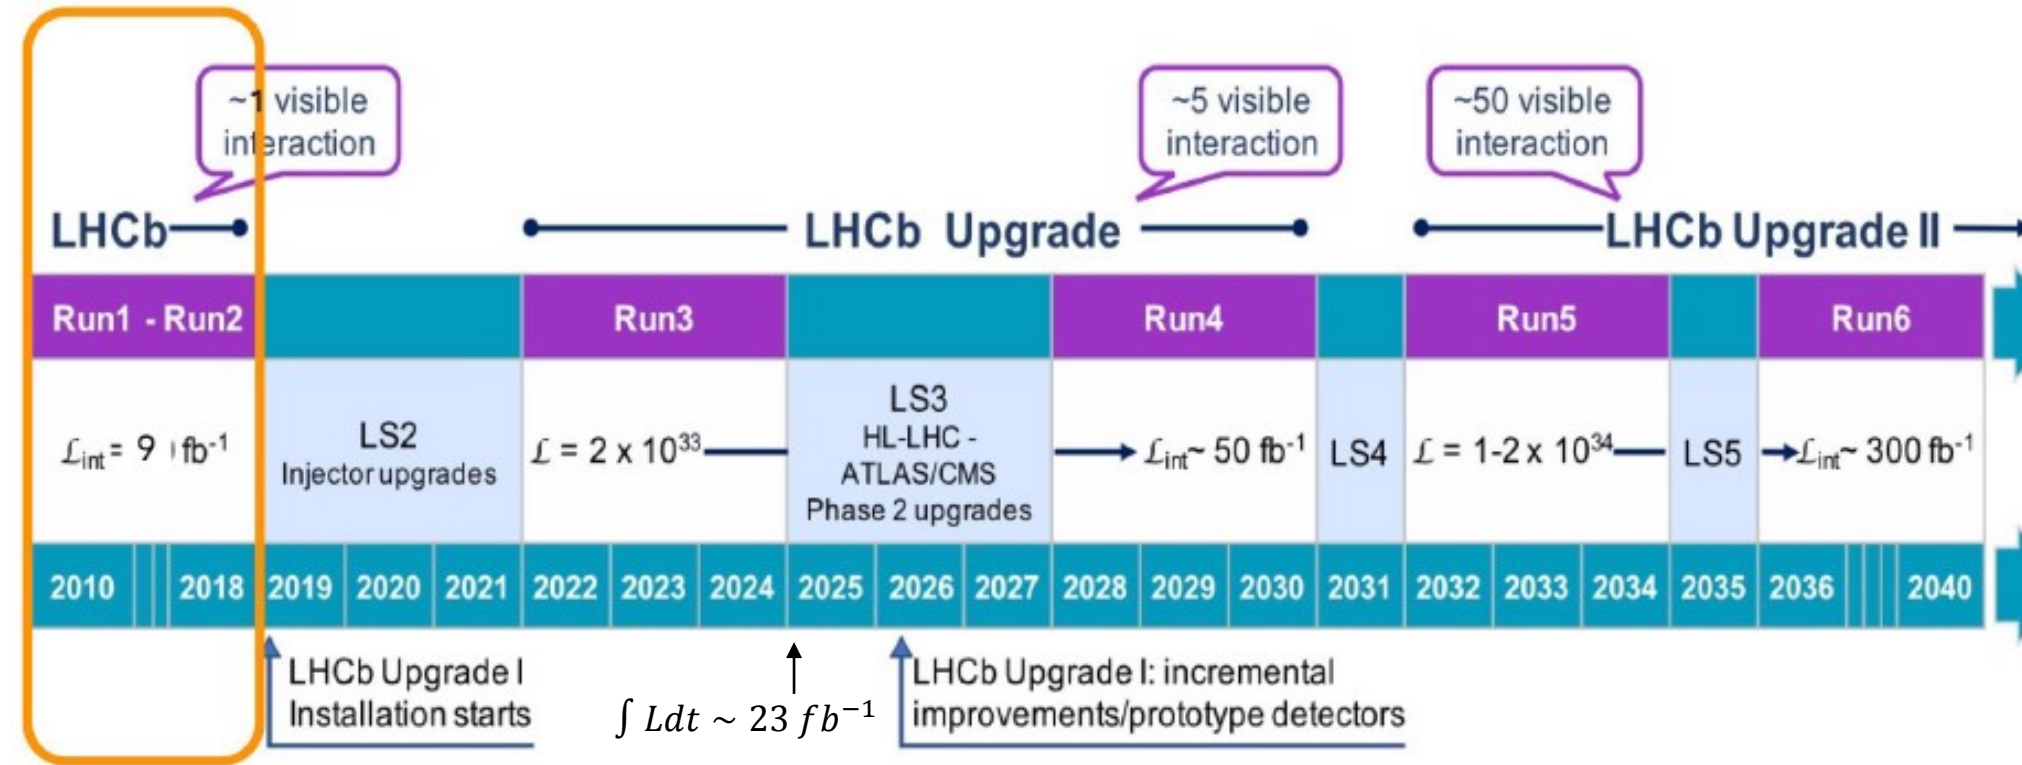 ~1 visible
interaction
~5 visible
interaction
~50 visible
interaction
LHCb
LHCb Upgrade
LHCb Upgrade II
Run1 - Run2
Run3
Run4
Run5
Run6
ℒint= 9 fb-1
LS2
Injector upgrades
ℒ = 2 x 10³³
LS3
HL-LHC -
ATLAS/CMS
Phase 2 upgrades
ℒint~ 50 fb-1
LS4
ℒ = 1-2 x 10³⁴
LS5
ℒint~ 300 fb-1
2010 2018 2019 2020 2021 2022 2023 2024 2025 2026 2027 2028 2029 2030 2031 2032 2033 2034 2035 2036 2040
LHCb Upgrade I
Installation starts
∫ Ldt ~ 23 fb⁻¹
LHCb Upgrade I: incremental
improvements/prototype detectors